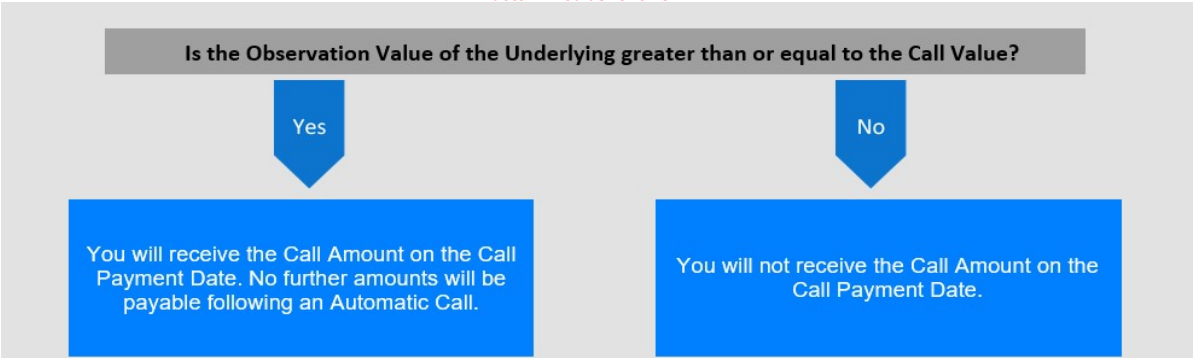 Is the Observation Value of the Underlying greater than or equal to the Call Value?
Yes
No
You will receive the Call Amount on the Call
Payment Date. No further amounts will be
payable following an Automatic Call.
You will not receive the Call Amount on the
Call Payment Date.